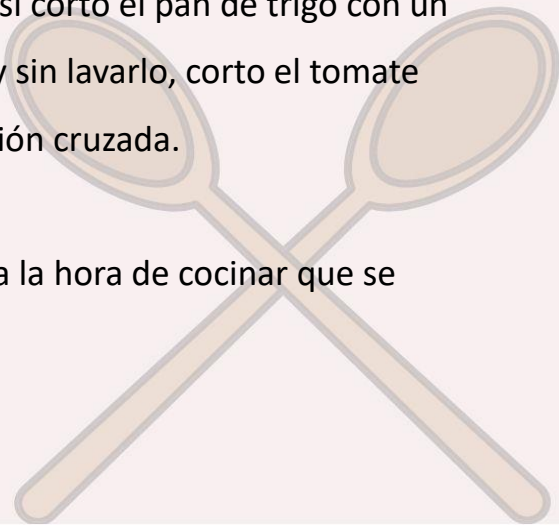 si corto el pan de trigo con un
y sin lavarlo, corto el tomate
ión cruzada.
a la hora de cocinar que se